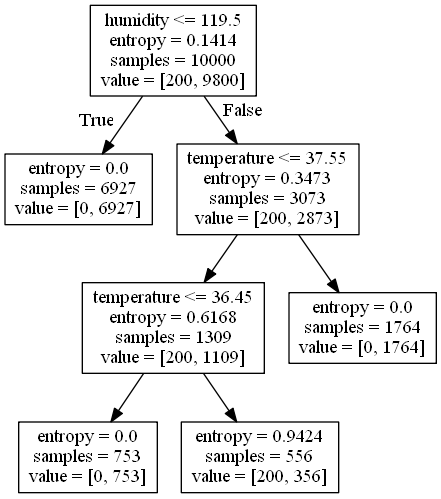 humidity <= 119.5
entropy = 0.1414
samples = 10000
value = [200, 9800]
True
False
entropy = 0.0
samples = 6927
value = [0, 6927]
temperature <= 37.55
entropy = 0.3473
samples = 3073
value = [200, 2873]
temperature <= 36.45
entropy = 0.6168
samples = 1309
value = [200, 1109]
entropy = 0.0
samples = 1764
value = [0, 1764]
entropy = 0.0
samples = 753
value = [0, 753]
entropy = 0.9424
samples = 556
value = [200, 356]